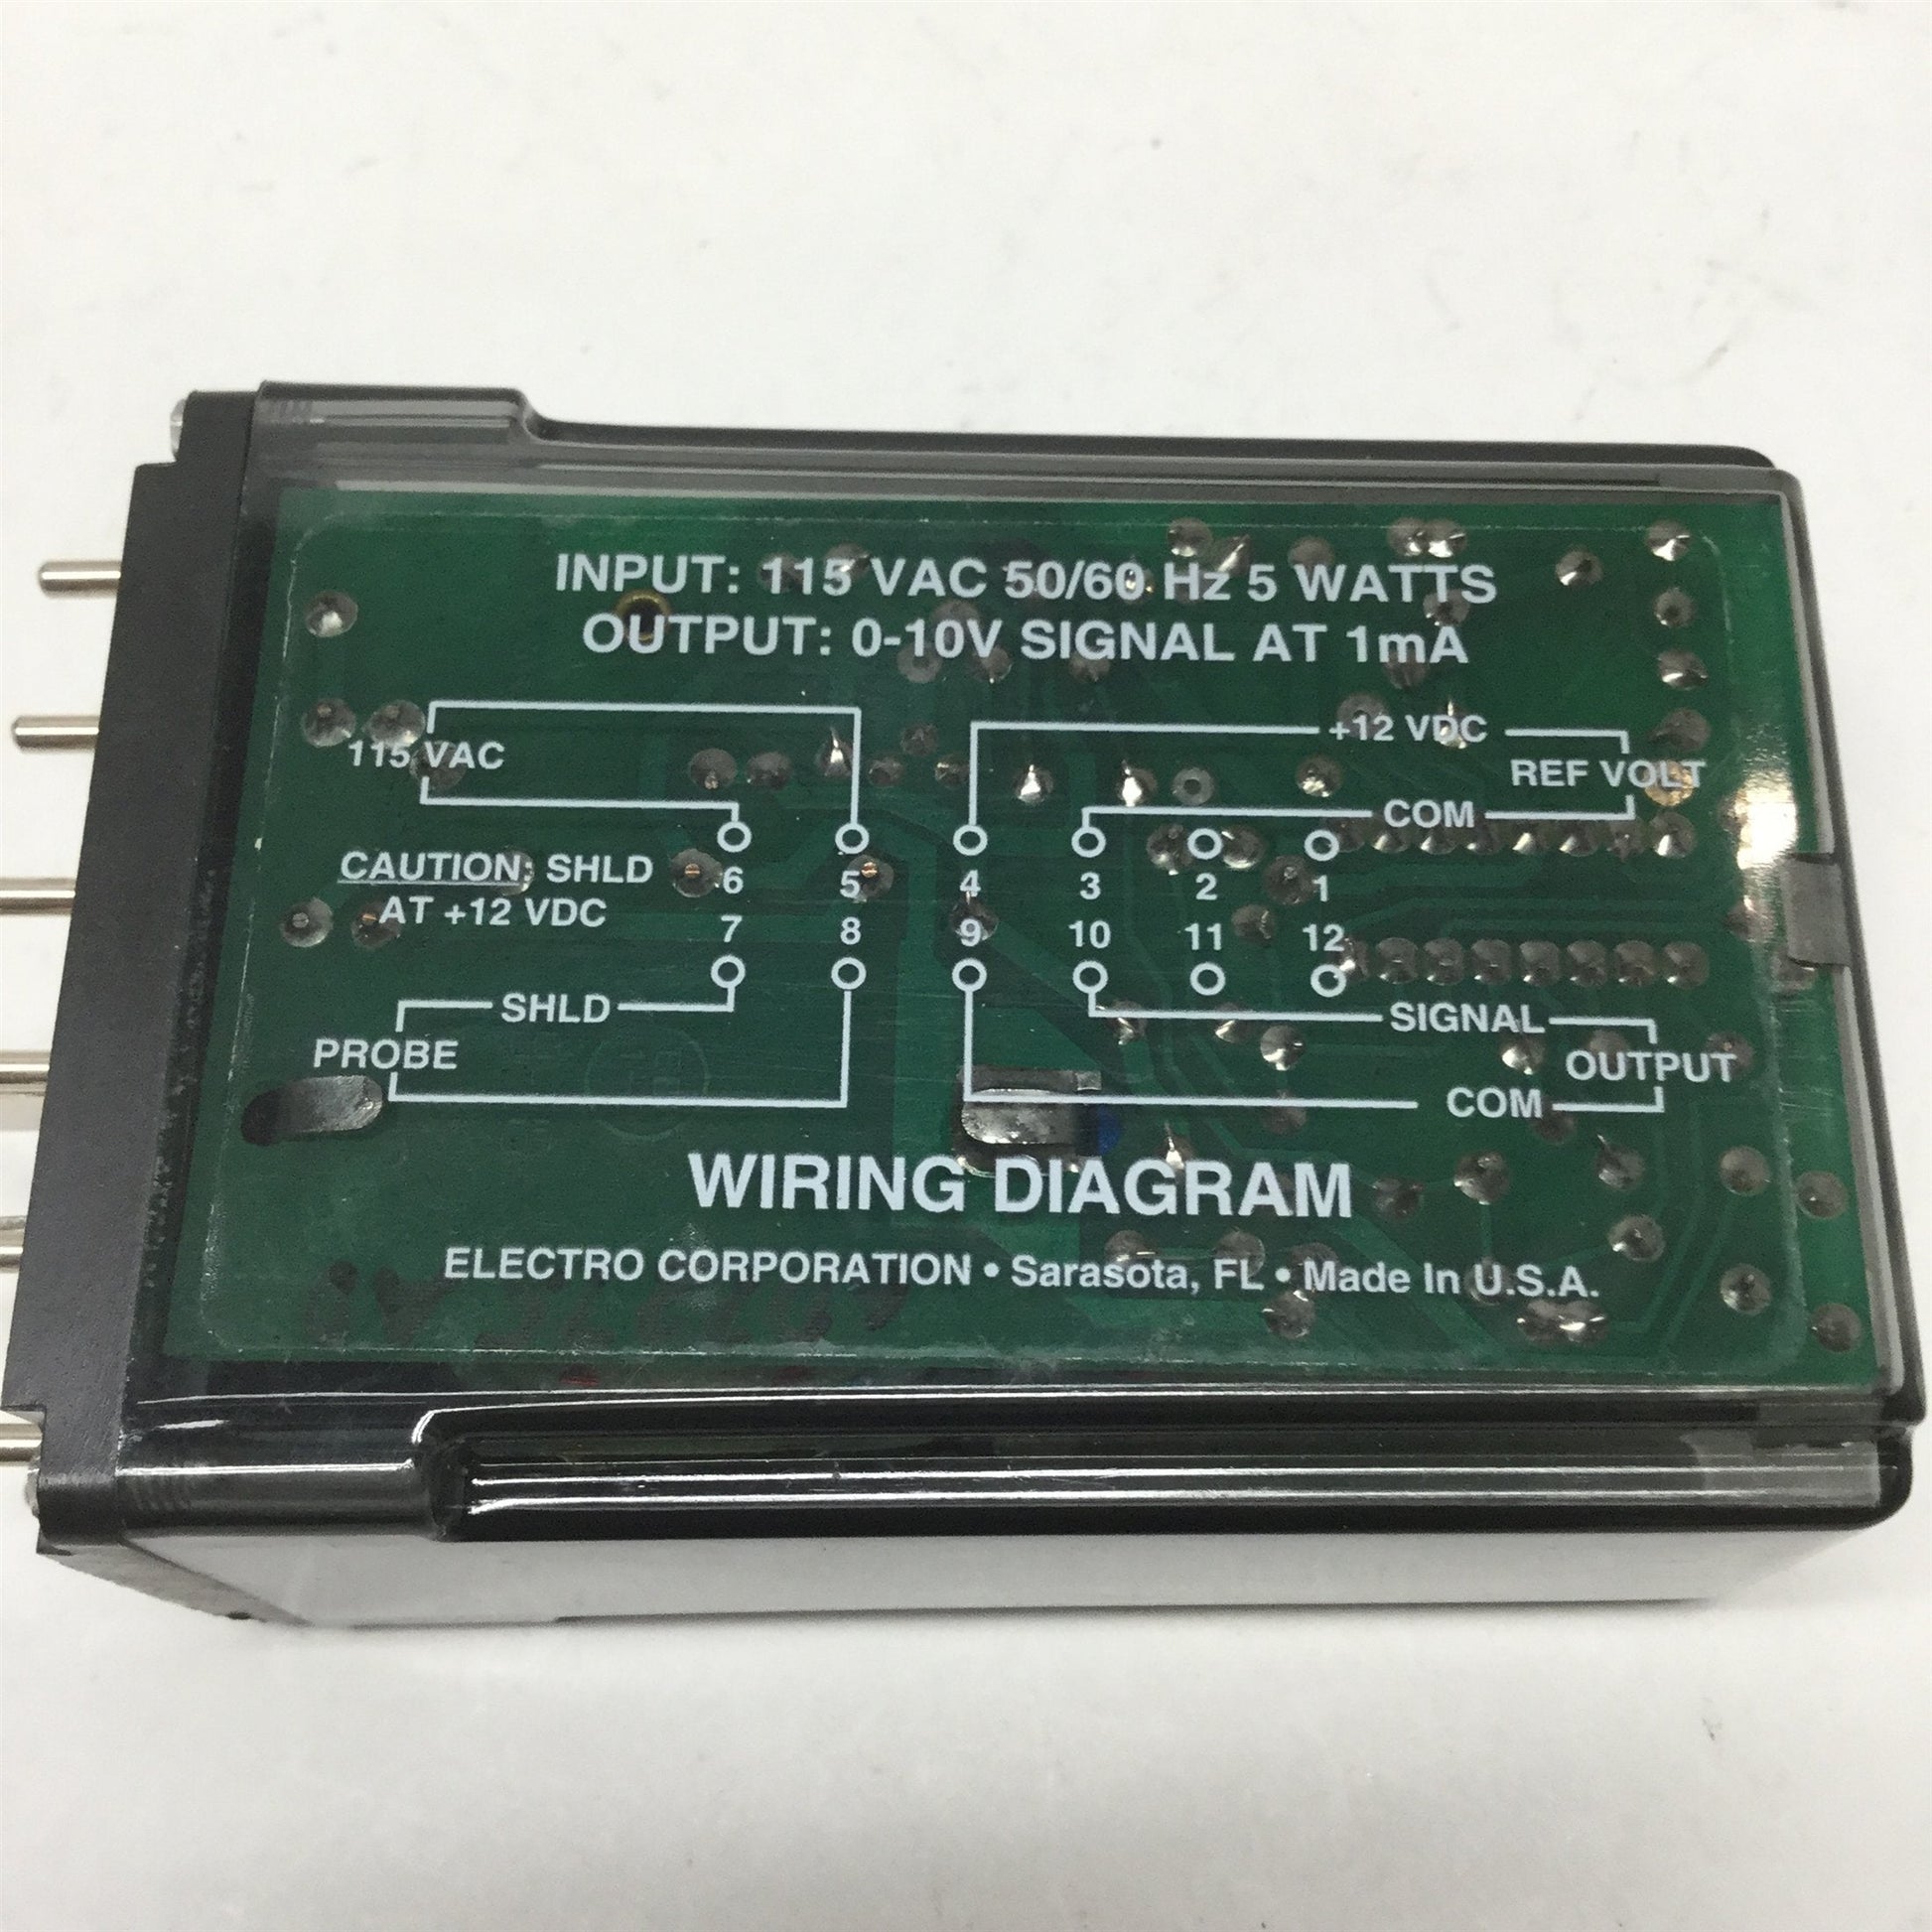 INPUT: 115 VAC 50/60 Hz 5 WATTS
OUTPUT: 0-10V SIGNAL AT 1mA
+12 VDC
115 VAC
REF VOLT
COM
CAUTION: SHLD
AT +12 VDC
6 5 4 3 2 1
7 8 9 10 11 12
SHLD
SIGNAL
PROBE
OUTPUT
COM
WIRING DIAGRAM
ELECTRO CORPORATION • Sarasota, FL • Made In U.S.A.